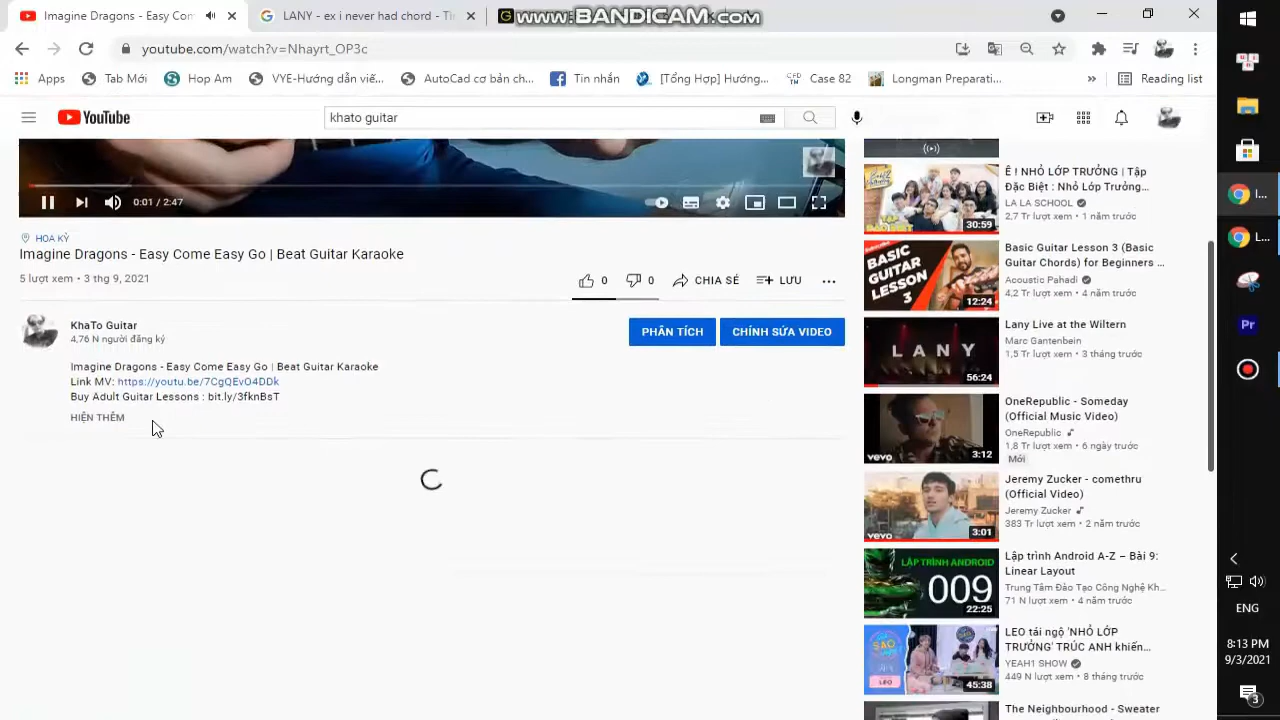 Imagine Dragons - Easy Com
LANY - ex i never had chord - Th
www.BANDICAM.com
youtube.com/watch?v=Nhayrt_OP3c
Apps
Tab Mới
Hop Am
VYE-Hướng dẫn viế...
AutoCad cơ bản ch...
Tin nhắn
[Tổng Hợp] Hướng...
Case 82
Longman Preparati...
»
Reading list
YouTube
khato guitar
0:01 / 2:47
HOA KỲ
Imagine Dragons - Easy Come Easy Go | Beat Guitar Karaoke
5 lượt xem • 3 thg 9, 2021
0
0
CHIA SẺ
LƯU
KhaTo Guitar
4,76 N người đăng ký
PHÂN TÍCH
CHỈNH SỬA VIDEO
Imagine Dragons - Easy Come Easy Go | Beat Guitar Karaoke
Link MV: https://youtu.be/7CgQEvO4DDk
Buy Adult Guitar Lessons : bit.ly/3fknBsT
HIỆN THÊM
Ê ! NHỎ LỚP TRƯỞNG | Tập
Đặc Biệt : Nhỏ Lớp Trưởng...
LA LA SCHOOL
2,7 Tr lượt xem • 1 năm trước
30:59
Basic Guitar Lesson 3 (Basic
Guitar Chords) for Beginners ...
Acoustic Pahadi
4,2 Tr lượt xem • 4 năm trước
BASIC
GUITAR
LESSON
3
12:24
Lany Live at the Wiltern
Marc Gantenbein
1,5 Tr lượt xem • 3 tháng trước
LANY
56:24
OneRepublic - Someday
(Official Music Video)
OneRepublic
1,8 Tr lượt xem • 6 ngày trước
Mới
vevo
3:12
Jeremy Zucker - comethru
(Official Video)
Jeremy Zucker
383 Tr lượt xem • 2 năm trước
vevo
3:01
Lập trình Android A-Z – Bài 9:
Linear Layout
Trung Tâm Đào Tạo Công Nghệ Kh...
71 N lượt xem • 4 năm trước
LẬP TRÌNH ANDROID
009
22:25
LEO tái ngộ 'NHỎ LỚP
TRƯỞNG' TRÚC ANH khiến...
YEAH1 SHOW
449 N lượt xem • 8 tháng trước
LEO
45:38
The Neighbourhood - Sweater
I...
L...
Pr
ENG
8:13 PM
9/3/2021
3